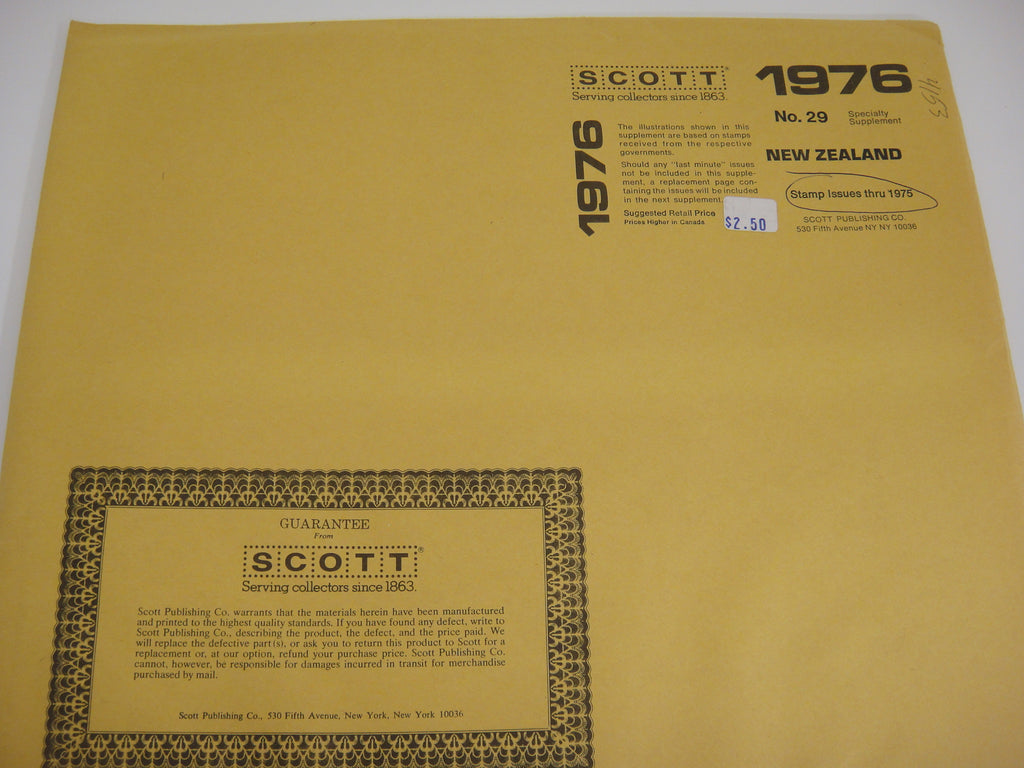 SCOTT®
Serving collectors since 1863.
1976
No. 29 Specialty
Supplement
1976
The illustrations shown in this
supplement are based on stamps
received from the respective
governments.
Should any "last minute" issues
not be included in this supple-
ment, a replacement page con-
taining the issues will be included
in the next supplement.
Suggested Retail Price
Prices Higher in Canada
$2.50
NEW ZEALAND
Stamp Issues thru 1975
SCOTT PUBLISHING CO.
530 Fifth Avenue NY NY 10036
GUARANTEE
From
SCOTT®
Serving collectors since 1863.
Scott Publishing Co. warrants that the materials herein have been manufactured
and printed to the highest quality standards. If you have found any defect, write to
Scott Publishing Co., describing the product, the defect, and the price paid. We
will replace the defective part(s), or ask you to return this product to Scott for a
replacement or, at our option, refund your purchase price. Scott Publishing Co.
cannot, however, be responsible for damages incurred in transit for merchandise
purchased by mail.
Scott Publishing Co., 530 Fifth Avenue, New York, New York 10036